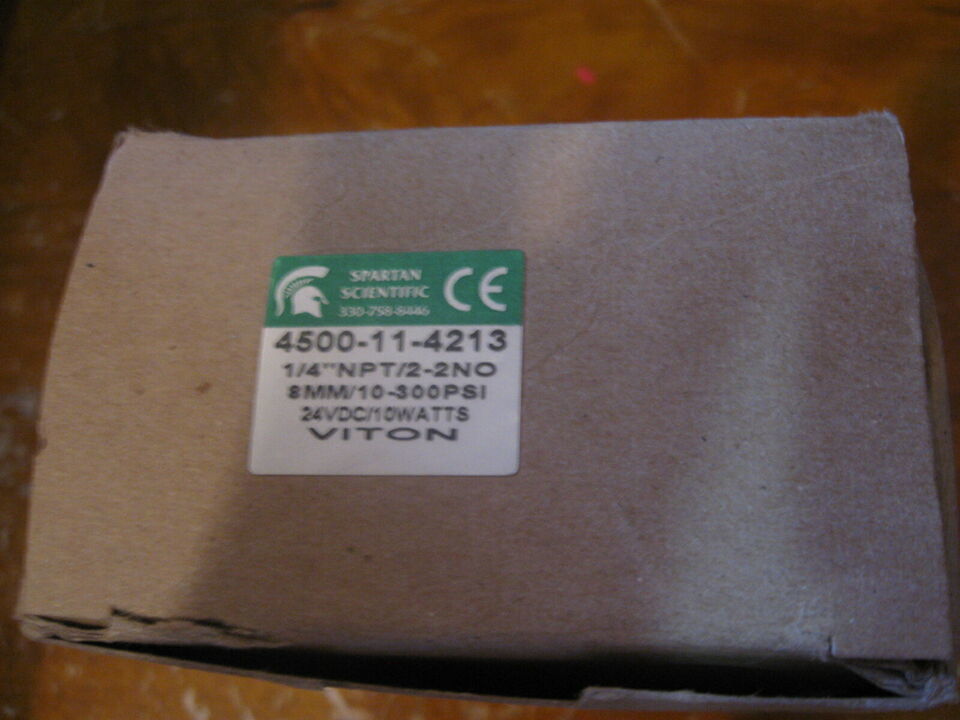 SPARTAN
SCIENTIFIC
330-758-8446
CE
4500-11-4213
1/4"NPT/2-2NO
8MM/10-300PSI
24VDC/10WATTS
VITON